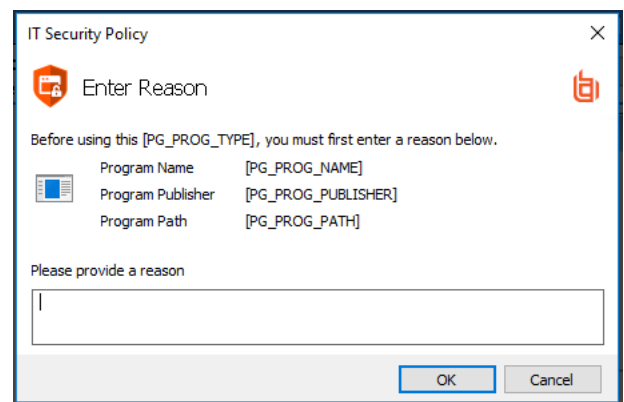 IT Security Policy
Enter Reason
Before using this [PG_PROG_TYPE], you must first enter a reason below.
Program Name [PG_PROG_NAME]
Program Publisher [PG_PROG_PUBLISHER]
Program Path [PG_PROG_PATH]
Please provide a reason
OK Cancel